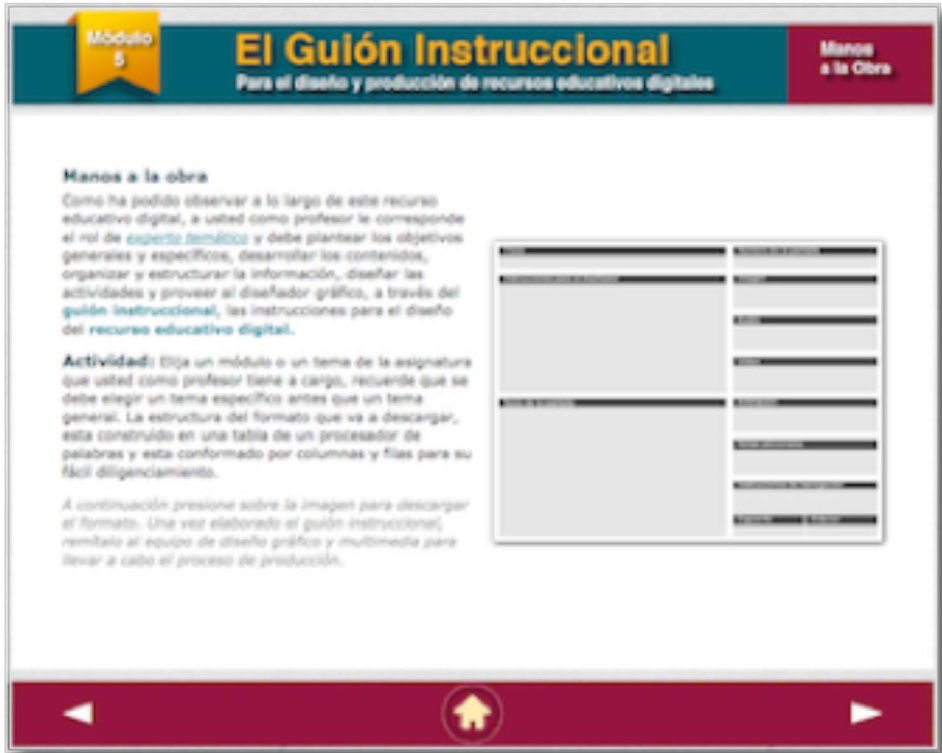 Módulo
5
El Guión Instruccional
Para el diseño y producción de recursos educativos digitales
Manos
a la Obra
Manos a la obra
Como ha podido observar a lo largo de este recurso
educativo digital, a usted como profesor le corresponde
el rol de experto temático y debe plantear los objetivos
generales y específicos, desarrollar los contenidos,
organizar y estructurar la información, diseñar las
actividades y proveer al diseñador gráfico, a través del
guión instruccional, las instrucciones para el diseño
del recurso educativo digital.
Actividad: Elija un módulo o un tema de la asignatura
que usted como profesor tiene a cargo, recuerde que se
debe elegir un tema específico antes que un tema
general. La estructura del formato que va a descargar,
esta construido en una tabla de un procesador de
palabras y esta conformado por columnas y filas para su
fácil diligenciamiento.
A continuación presione sobre la imagen para descargar
el formato. Una vez elaborado el guión instruccional,
remítalo al equipo de diseño gráfico y multimedia para
llevar a cabo el proceso de producción.